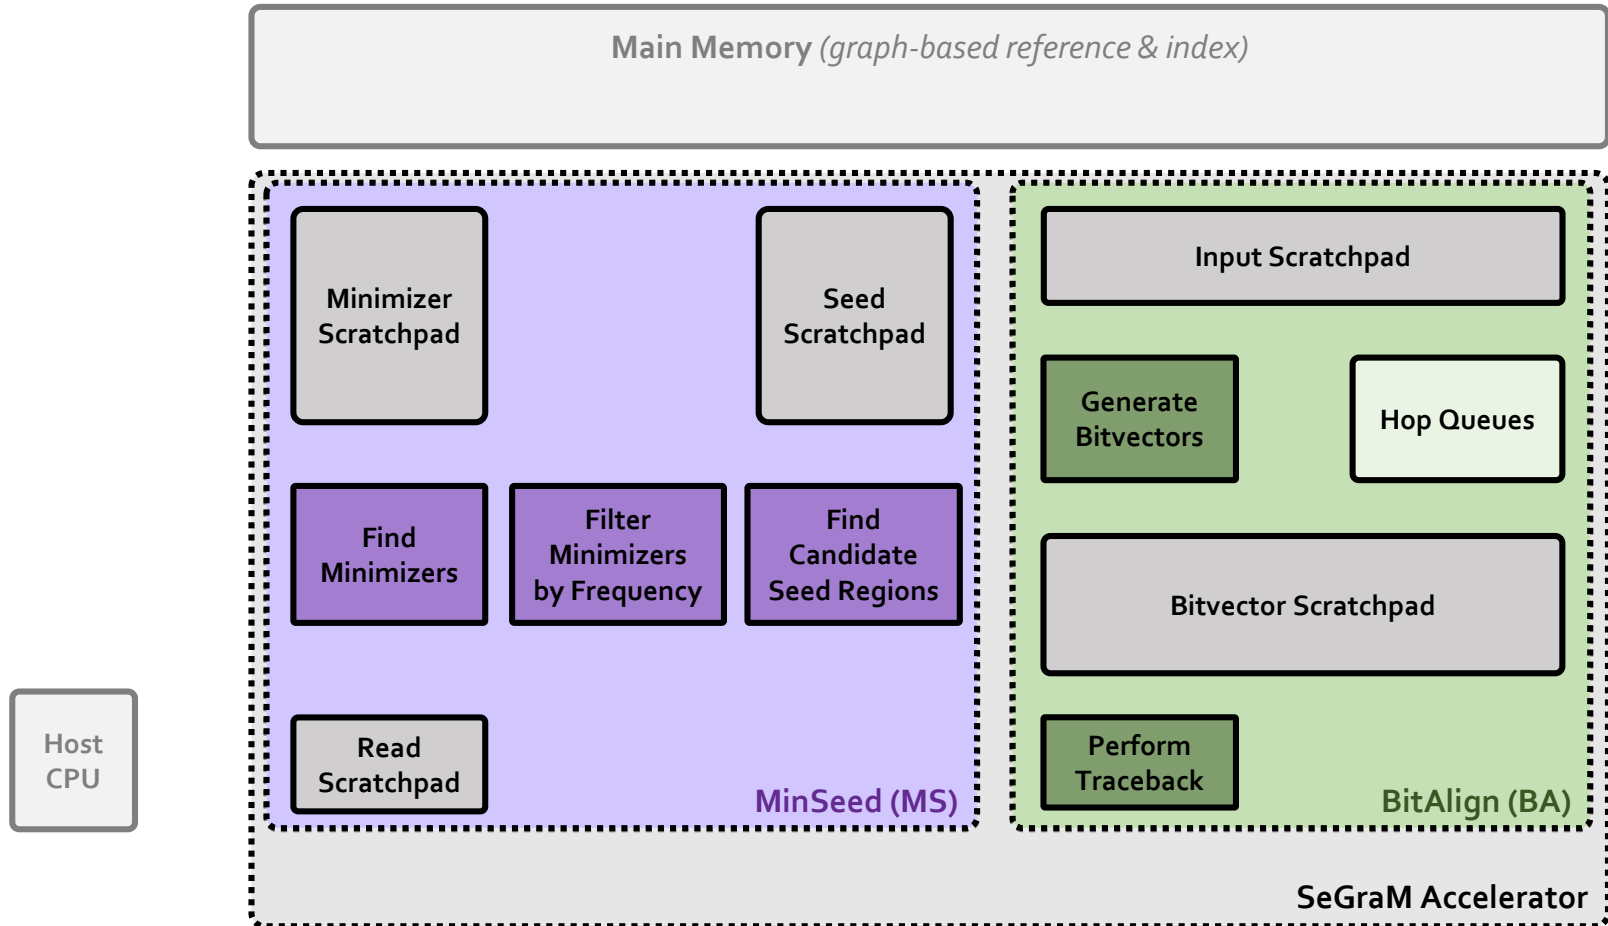 Main Memory (graph-based reference & index)
Minimizer
Scratchpad
Seed
Scratchpad
Find
Minimizers
Filter
Minimizers
by Frequency
Find
Candidate
Seed Regions
Read
Scratchpad
MinSeed (MS)
Input Scratchpad
Generate
Bitvectors
Hop Queues
Bitvector Scratchpad
Perform
Traceback
BitAlign (BA)
Host
CPU
SeGraM Accelerator